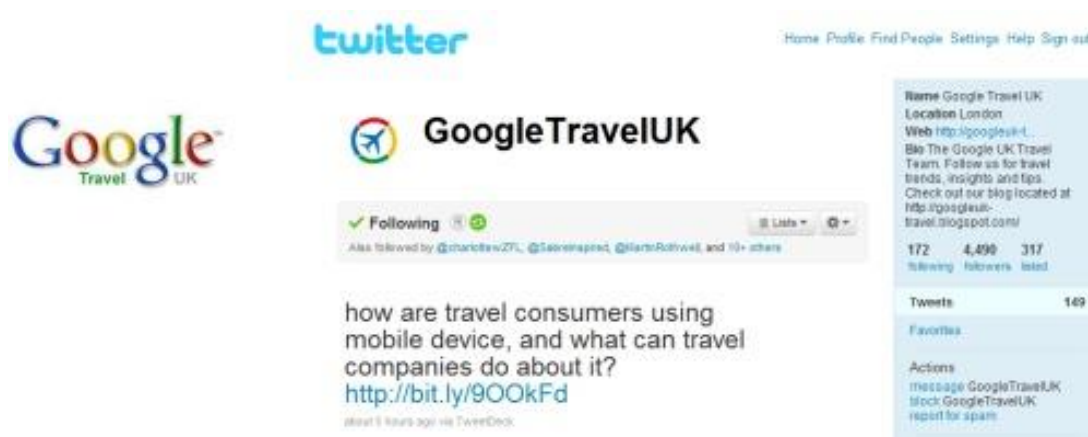 twitter
Home Profile Find People Settings Help Sign out
Google
Travel UK
GoogleTravelUK
Following
Lists
Also followed by @SabreInspired, @MartinRothwell, and 10+ others
how are travel consumers using
mobile device, and what can travel
companies do about it?
http://bit.ly/9OOkFd
about 5 hours ago via TweetDeck
Name Google Travel UK
Location London
Web http://googleuk-t...
Bio The Google UK Travel
Team. Follow us for travel
trends, insights and tips.
Check out our blog located at
http://googleuk-
travel.blogspot.com/
172 4,490 317
following followers listed
Tweets 149
Favorites
Actions
message GoogleTravelUK
block GoogleTravelUK
report for spam